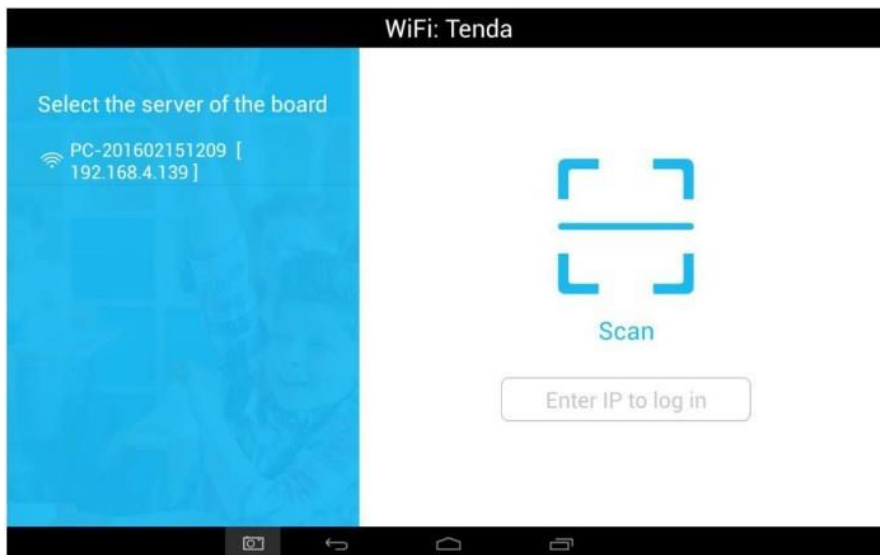 WiFi: Tenda
Select the server of the board
PC-201602151209 [
192.168.4.139 ]
Scan
Enter IP to log in